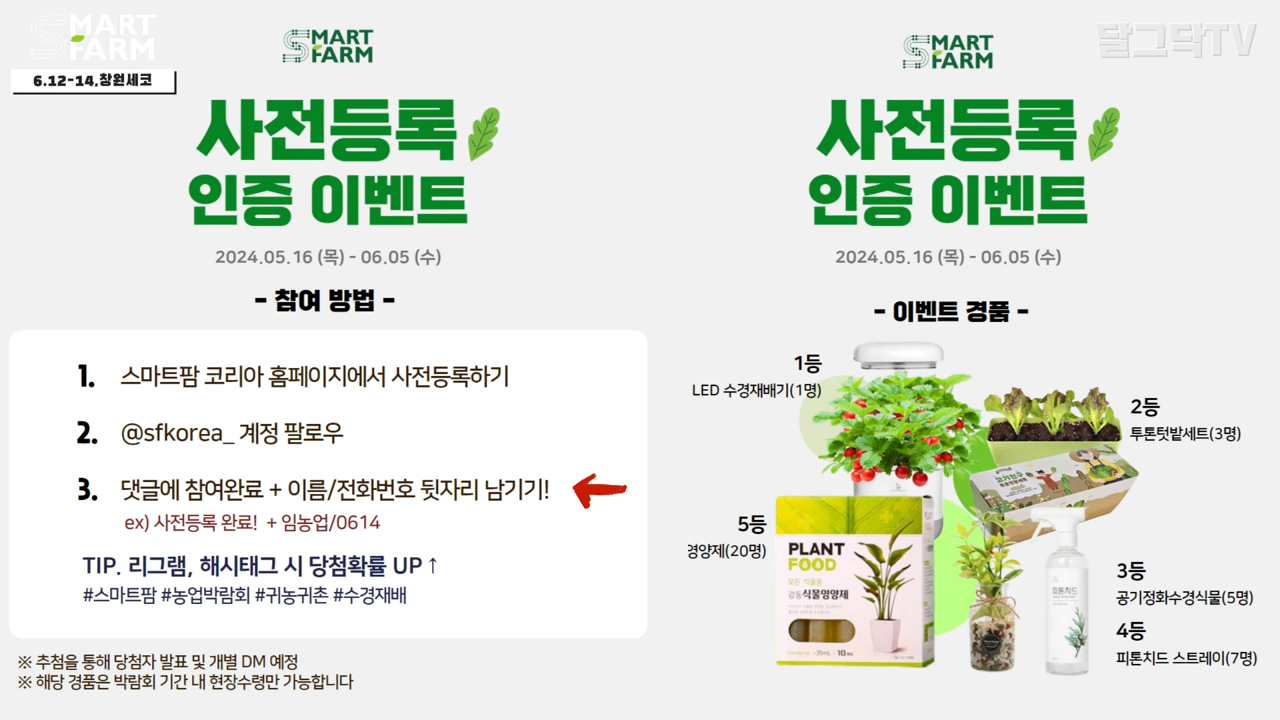 SMART FARM
6.12-14,창원세코
달그닥TV
SMART FARM
사전등록
인증 이벤트
2024.05.16 (목) - 06.05 (수)
- 참여 방법 -
1. 스마트팜 코리아 홈페이지에서 사전등록하기
2. @sfkorea_ 계정 팔로우
3. 댓글에 참여완료 + 이름/전화번호 뒷자리 남기기!
ex) 사전등록 완료! + 임농업/0614
TIP. 리그램, 해시태그 시 당첨확률 UP↑
#스마트팜 #농업박람회 #귀농귀촌 #수경재배
※ 추첨을 통해 당첨자 발표 및 개별 DM 예정
※ 해당 경품은 박람회 기간 내 현장수령만 가능합니다
SMART FARM
사전등록
인증 이벤트
2024.05.16 (목) - 06.05 (수)
- 이벤트 경품 -
1등
LED 수경재배기(1명)
2등
투톤텃밭세트(3명)
5등
영양제(20명)
PLANT
FOOD
모든 식물용
식물영양제
3등
공기정화수경식물(5명)
4등
피톤치드 스트레이(7명)
피톤치드